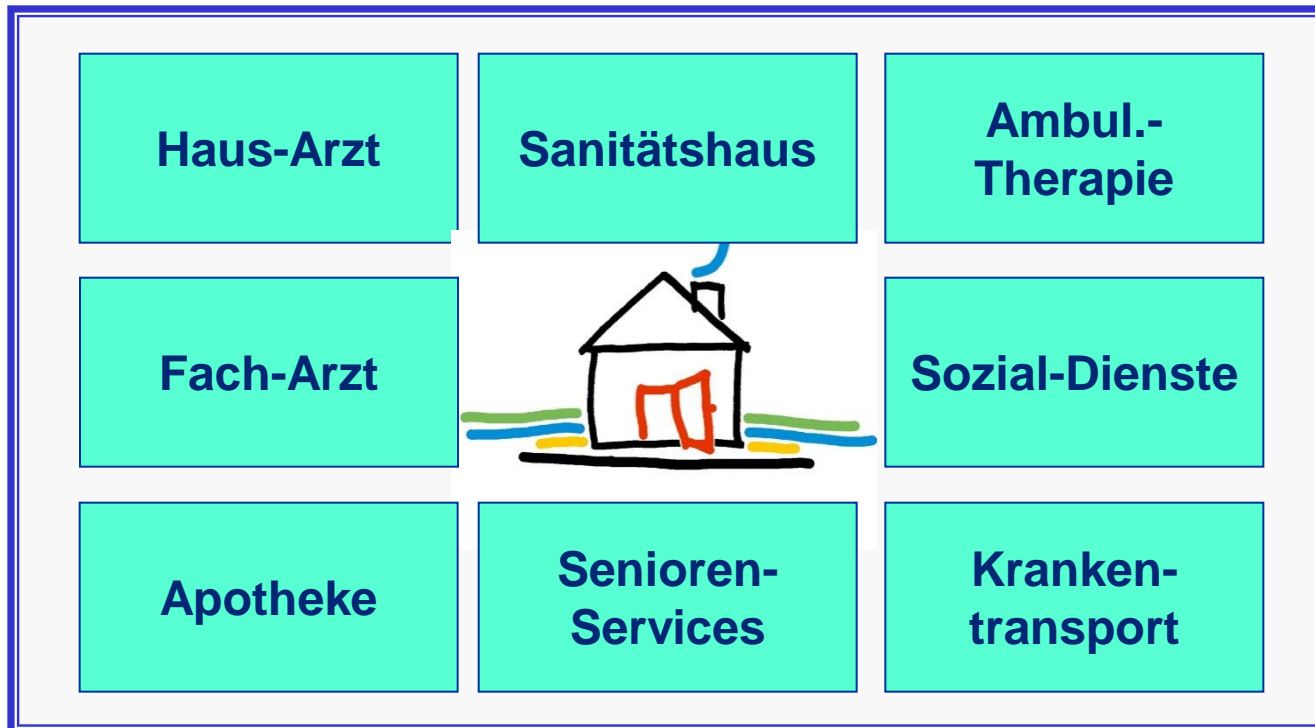 Haus-Arzt
Sanitätshaus
Ambul.-
Therapie
Fach-Arzt
Sozial-Dienste
Apotheke
Senioren-
Services
Kranken-
transport